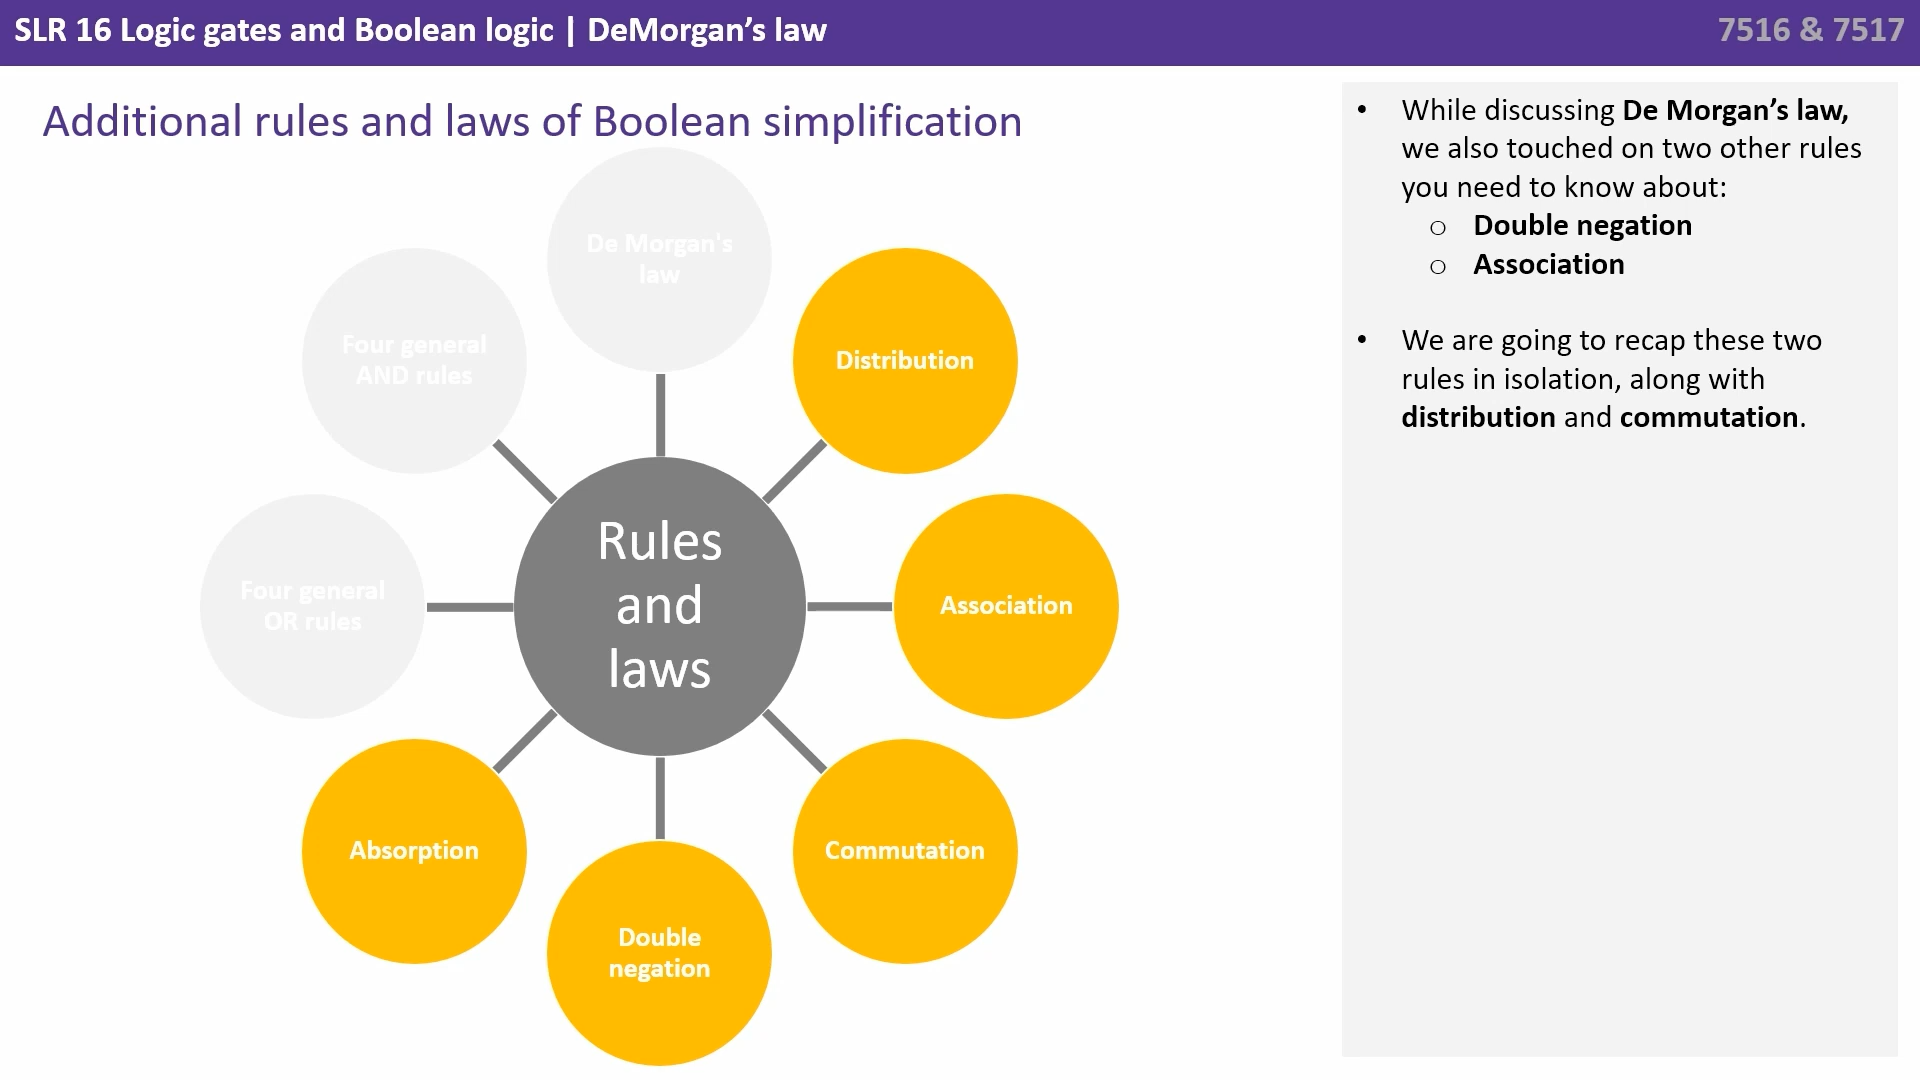 SLR 16 Logic gates and Boolean logic | DeMorgan’s law
7516 & 7517
Additional rules and laws of Boolean simplification
De Morgan's
law
Distribution
Association
Commutation
Double
negation
Absorption
Four general
OR rules
Four general
AND rules
Rules
and
laws
• While discussing De Morgan’s law,
we also touched on two other rules
you need to know about:
o Double negation
o Association
• We are going to recap these two
rules in isolation, along with
distribution and commutation.